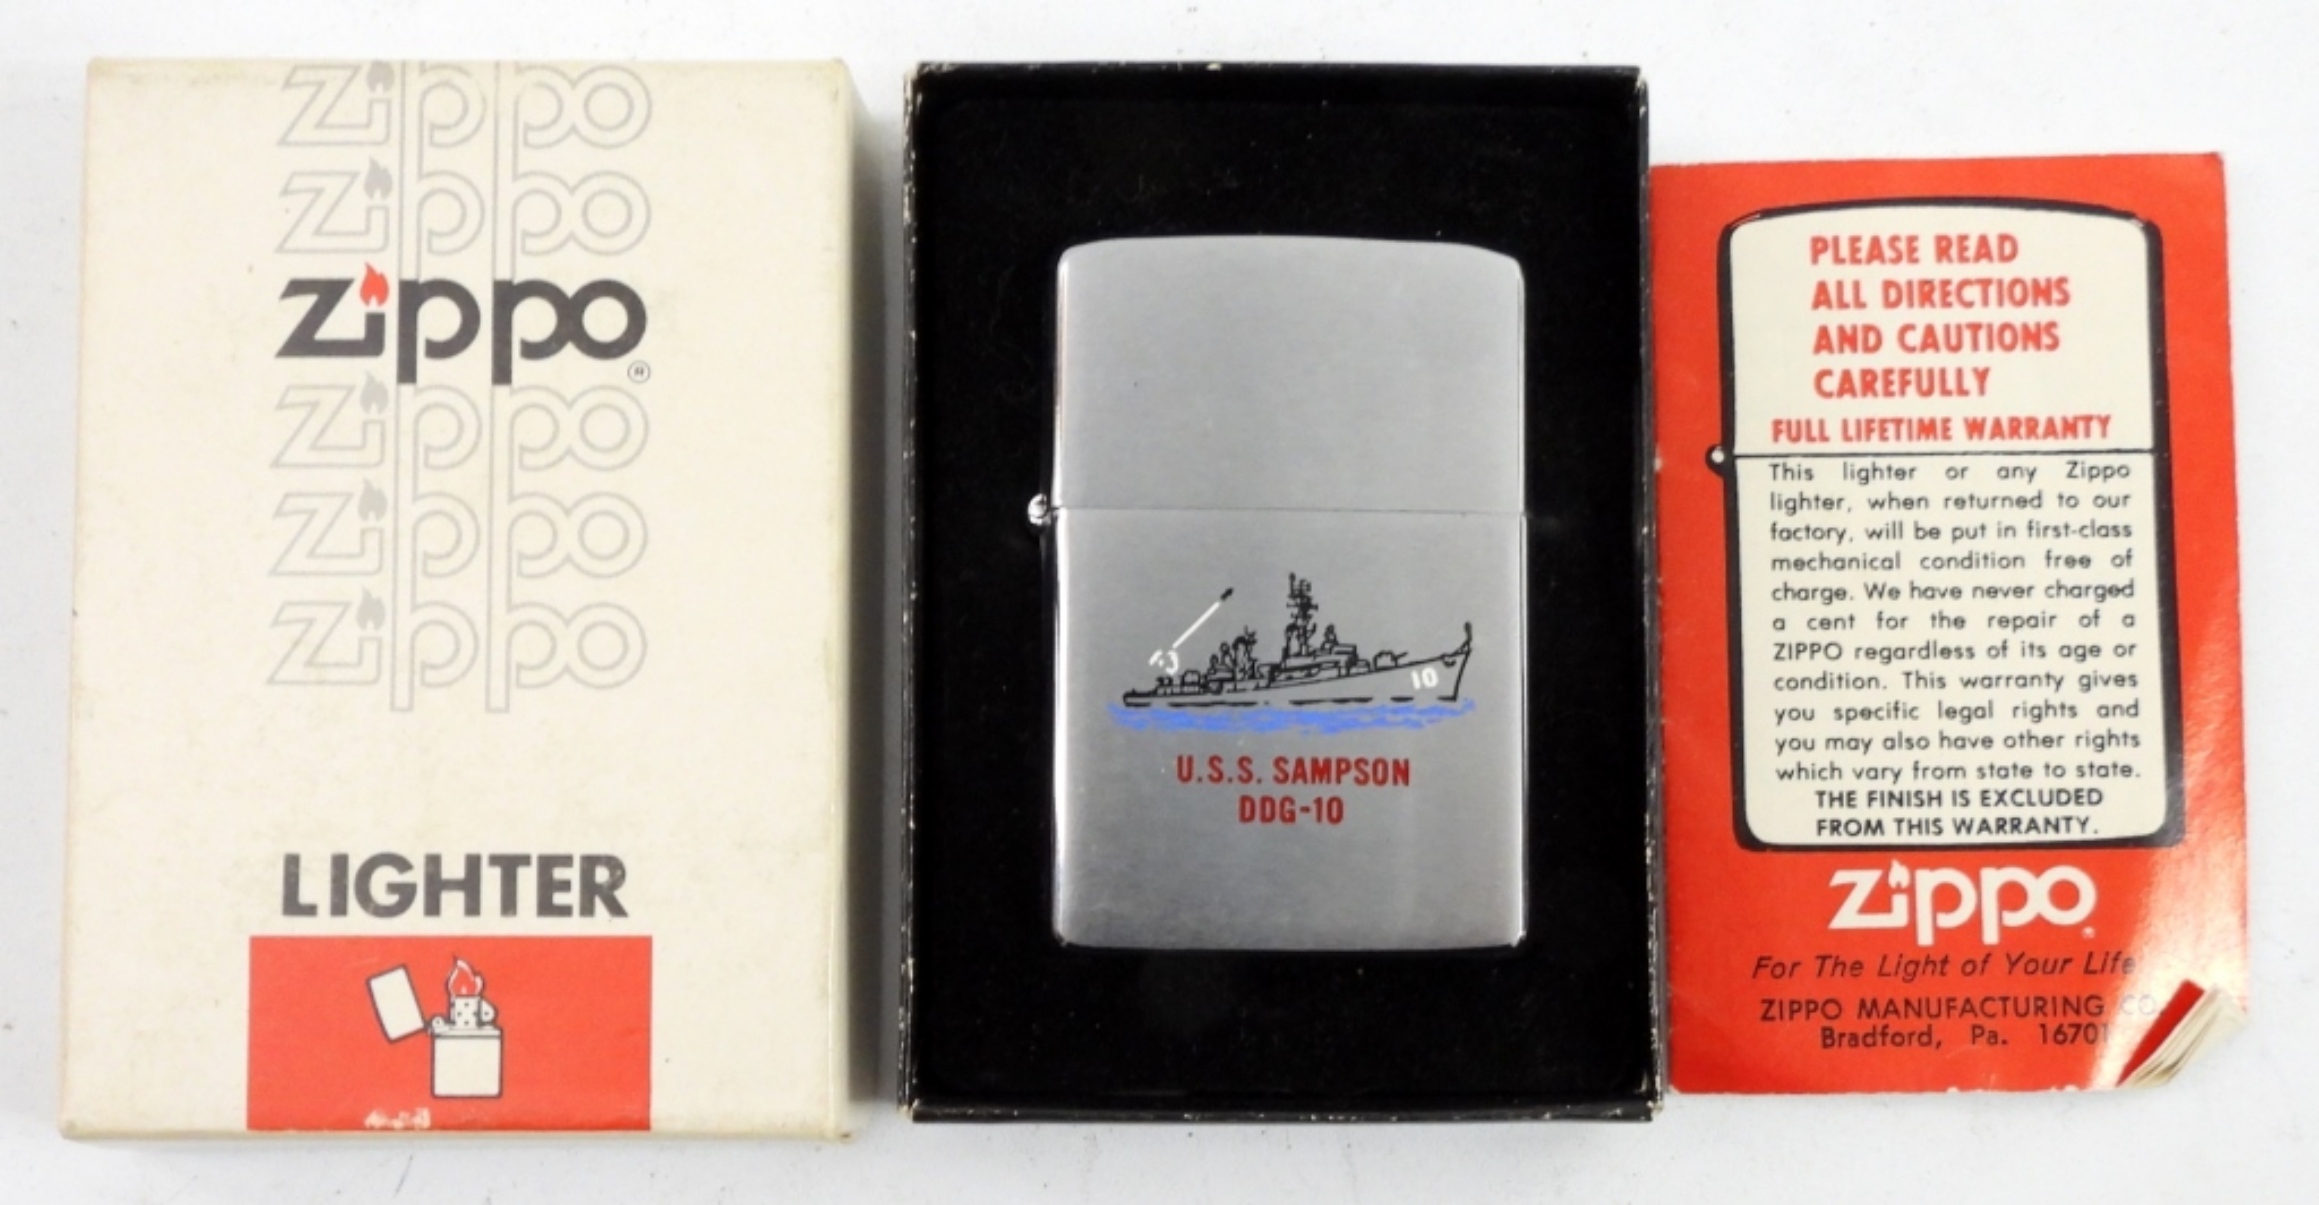 Zippo
Zippo
Zippo®
Zippo
Zippo
Zippo
LIGHTER
10
U.S.S. SAMPSON
DDG-10
PLEASE READ
ALL DIRECTIONS
AND CAUTIONS
CAREFULLY
FULL LIFETIME WARRANTY
This lighter or any Zippo
lighter, when returned to our
factory, will be put in first-class
mechanical condition free of
charge. We have never charged
a cent for the repair of a
ZIPPO regardless of its age or
condition. This warranty gives
you specific legal rights and
you may also have other rights
which vary from state to state.
THE FINISH IS EXCLUDED
FROM THIS WARRANTY.
Zippo®
For The Light of Your Life
ZIPPO MANUFACTURING CO.
Bradford, Pa. 16701